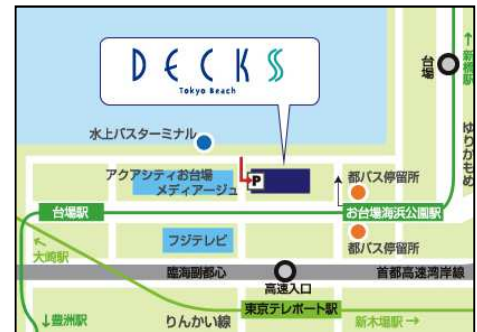 DECKS
Tokyo Beach
台場
↑新橋駅
ゆりかもめ
水上バスターミナル
アクアシティお台場
メディアージュ
P
都バス停留所
台場駅
お台場海浜公園駅
フジテレビ
都バス停留所
大崎駅
臨海副都心
首都高速湾岸線
高速入口
東京テレポート駅
↓豊洲駅
りんかい線
新木場駅→